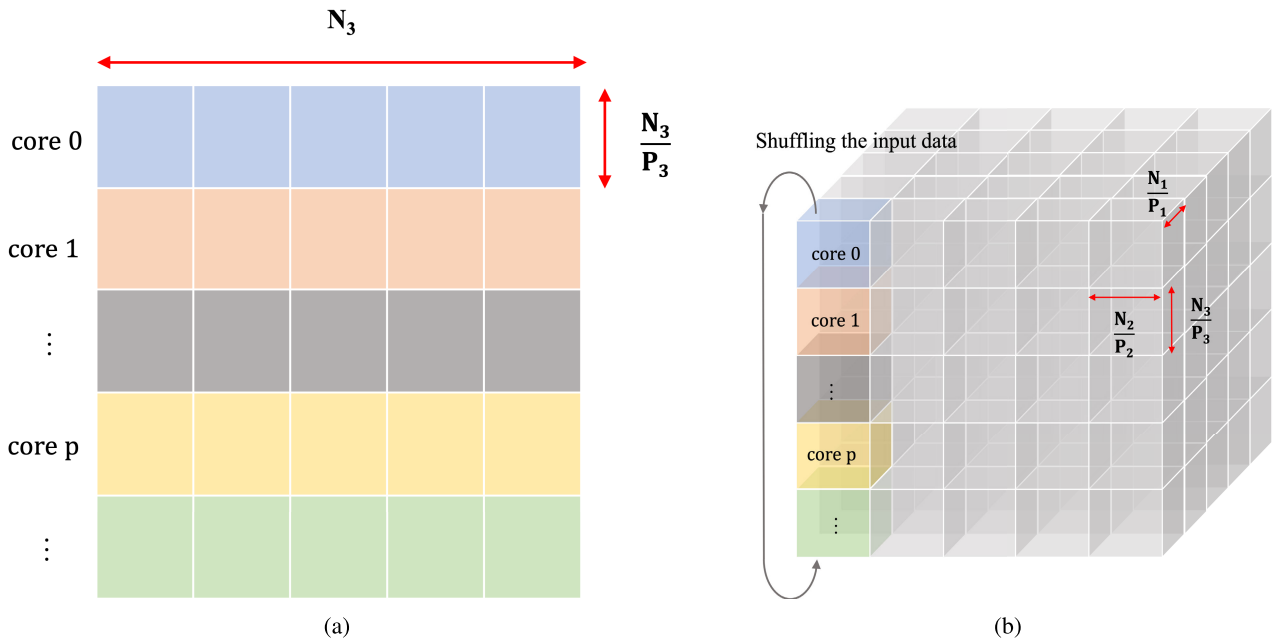 N₃
core 0
N₃
P₃
core 1
⋮
core p
⋮
(a)
Shuffling the input data
N₁
P₁
core 0
core 1
N₂
P₂
N₃
P₃
⋮
core p
⋮
(b)